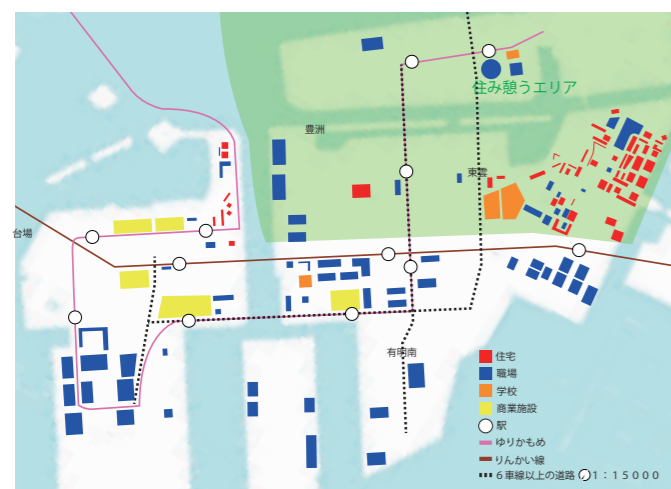 住み憩うエリア
豊洲
東雲
台場
有明南
住宅
職場
学校
商業施設
駅
ゆりかもめ
りんかい線
６車線以上の道路 1：15000